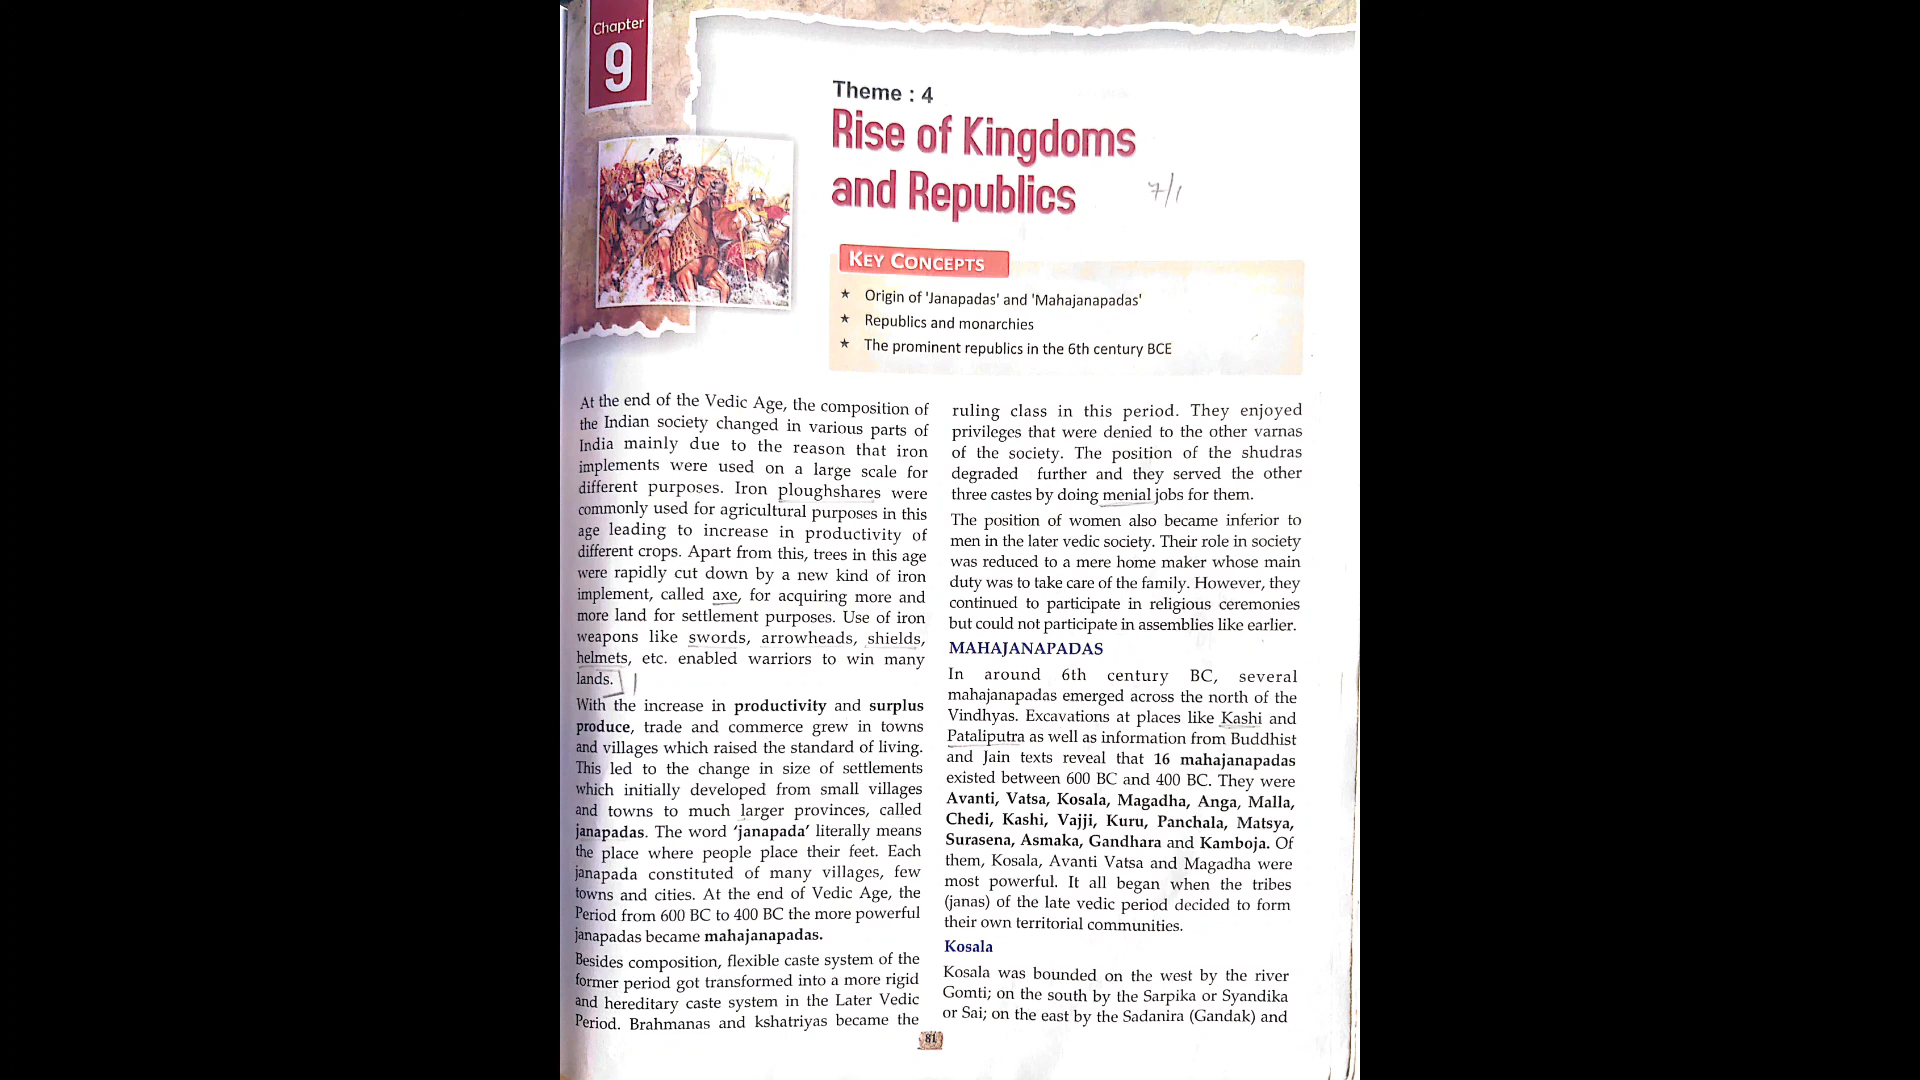 Chapter
9
Theme : 4
Rise of Kingdoms
and Republics
7/1
KEY CONCEPTS
★ Origin of 'Janapadas' and 'Mahajanapadas'
★ Republics and monarchies
★ The prominent republics in the 6th century BCE
At the end of the Vedic Age, the composition of
the Indian society changed in various parts of
India mainly due to the reason that iron
implements were used on a large scale for
different purposes. Iron ploughshares were
commonly used for agricultural purposes in this
age leading to increase in productivity of
different crops. Apart from this, trees in this age
were rapidly cut down by a new kind of iron
implement, called axe, for acquiring more and
more land for settlement purposes. Use of iron
weapons like swords, arrowheads, shields,
helmets, etc. enabled warriors to win many
lands.
With the increase in productivity and surplus
produce, trade and commerce grew in towns
and villages which raised the standard of living.
This led to the change in size of settlements
which initially developed from small villages
and towns to much larger provinces, called
janapadas. The word 'janapada' literally means
the place where people place their feet. Each
janapada constituted of many villages, few
towns and cities. At the end of Vedic Age, the
Period from 600 BC to 400 BC the more powerful
janapadas became mahajanapadas.
Besides composition, flexible caste system of the
former period got transformed into a more rigid
and hereditary caste system in the Later Vedic
Period. Brahmanas and kshatriyas became the
ruling class in this period. They enjoyed
privileges that were denied to the other varnas
of the society. The position of the shudras
degraded further and they served the other
three castes by doing menial jobs for them.
The position of women also became inferior to
men in the later vedic society. Their role in society
was reduced to a mere home maker whose main
duty was to take care of the family. However, they
continued to participate in religious ceremonies
but could not participate in assemblies like earlier.
MAHAJANAPADAS
In around 6th century BC, several
mahajanapadas emerged across the north of the
Vindhyas. Excavations at places like Kashi and
Pataliputra as well as information from Buddhist
and Jain texts reveal that 16 mahajanapadas
existed between 600 BC and 400 BC. They were
Avanti, Vatsa, Kosala, Magadha, Anga, Malla,
Chedi, Kashi, Vajji, Kuru, Panchala, Matsya,
Surasena, Asmaka, Gandhara and Kamboja. Of
them, Kosala, Avanti Vatsa and Magadha were
most powerful. It all began when the tribes
(janas) of the late vedic period decided to form
their own territorial communities.
Kosala
Kosala was bounded on the west by the river
Gomti; on the south by the Sarpika or Syandika
or Sai; on the east by the Sadanira (Gandak) and
81